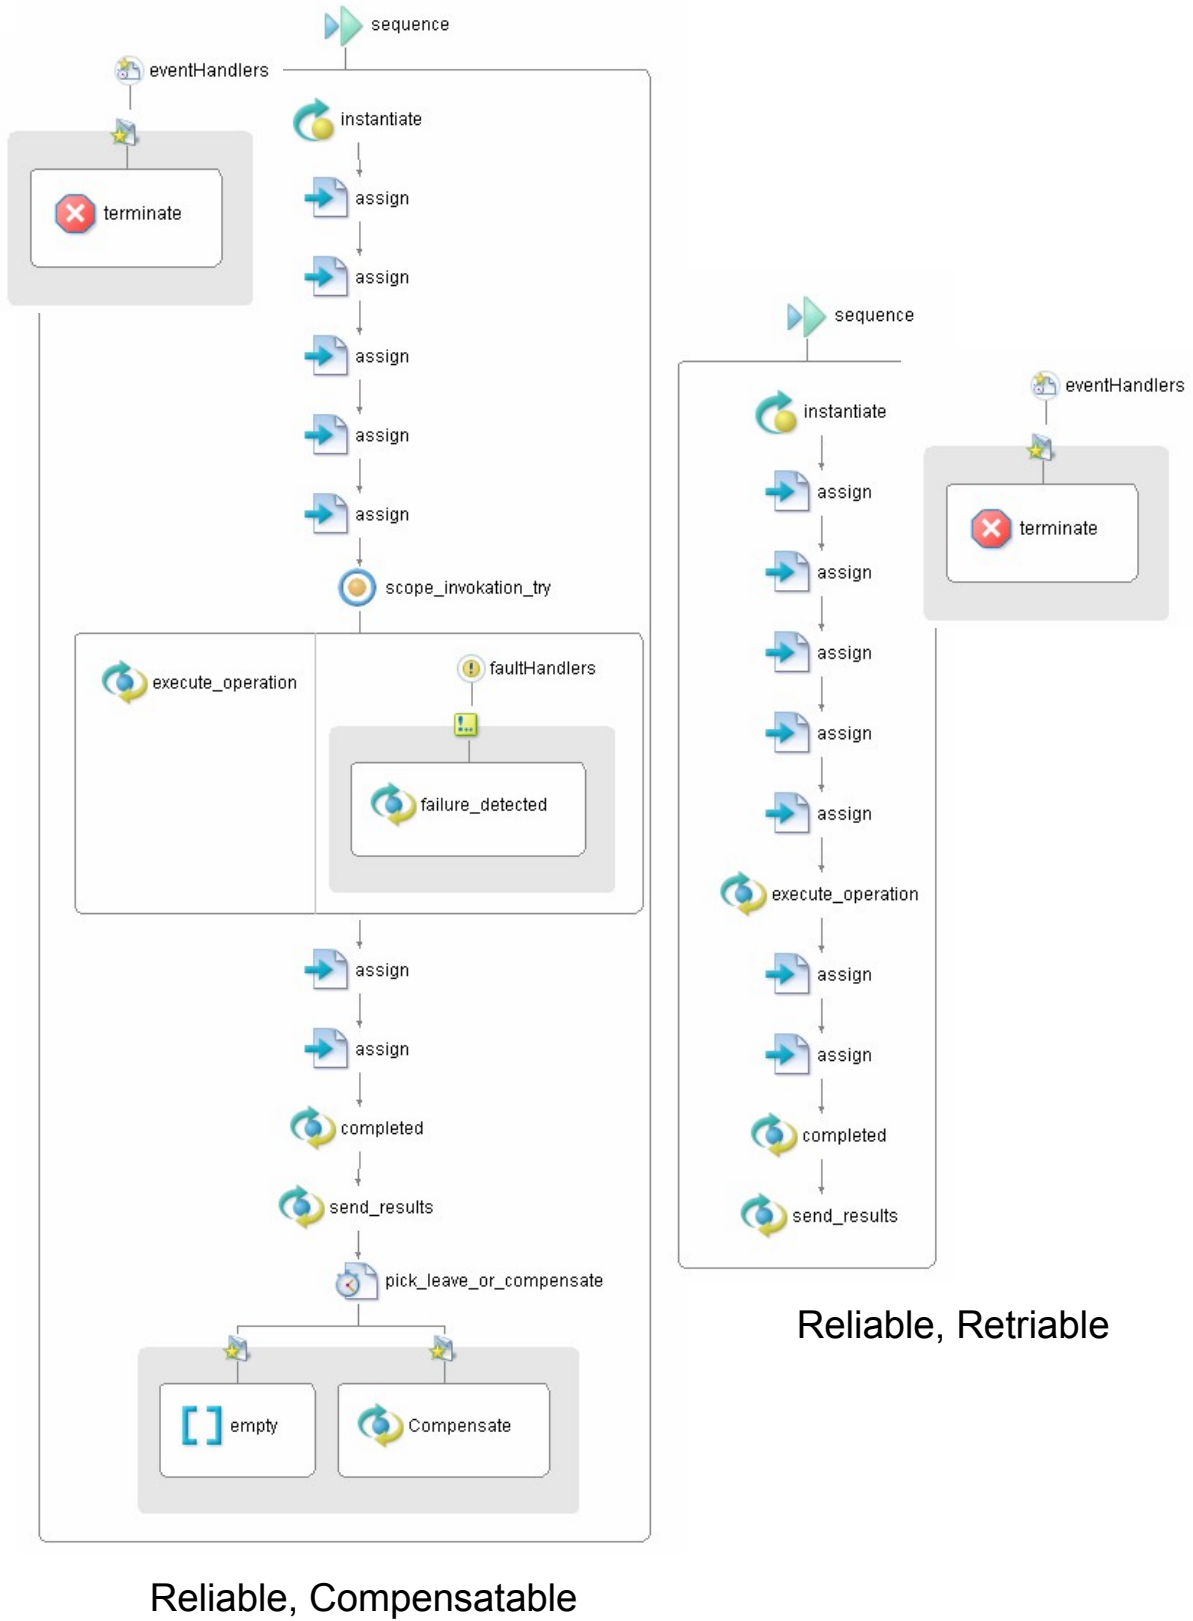 sequence
eventHandlers
terminate
instantiate
assign
assign
assign
assign
assign
scope_invokation_try
execute_operation
faultHandlers
failure_detected
assign
assign
completed
send_results
pick_leave_or_compensate
empty
Compensate
Reliable, Compensatable
sequence
eventHandlers
terminate
instantiate
assign
assign
assign
assign
assign
execute_operation
assign
assign
completed
send_results
Reliable, Retriable